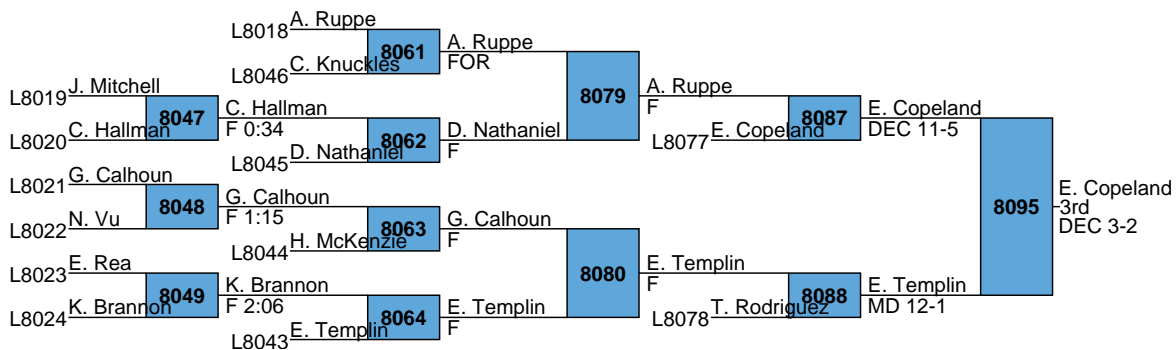 L8018 A. Ruppe
8061
L8046 C. Knuckles
A. Ruppe
FOR
L8019 J. Mitchell
8047
L8020 C. Hallman
C. Hallman
F 0:34
8062
L8045 D. Nathaniel
D. Nathaniel
F
8079
A. Ruppe
F
8087
L8077 E. Copeland
E. Copeland
DEC 11-5
L8021 G. Calhoun
8048
L8022 N. Vu
G. Calhoun
F 1:15
8063
L8044 H. McKenzie
G. Calhoun
F
L8023 E. Rea
8049
L8024 K. Brannon
K. Brannon
F 2:06
8064
L8043 E. Templin
E. Templin
F
8080
E. Templin
F
8088
L8078 T. Rodriguez
E. Templin
MD 12-1
8095
E. Copeland
3rd
DEC 3-2